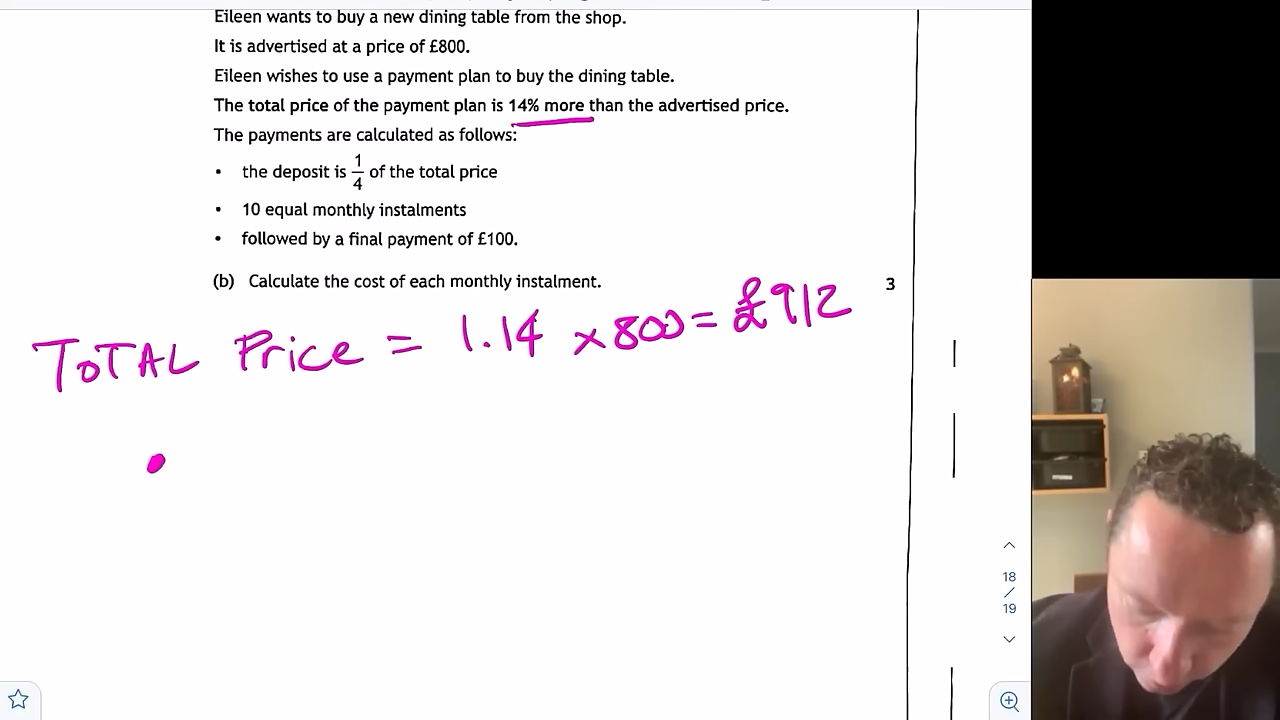 Eileen wants to buy a new dining table from the shop.
It is advertised at a price of £800.
Eileen wishes to use a payment plan to buy the dining table.
The total price of the payment plan is 14% more than the advertised price.
The payments are calculated as follows:
• the deposit is 1/4 of the total price
• 10 equal monthly instalments
• followed by a final payment of £100.
(b) Calculate the cost of each monthly instalment. 3
TOTAL Price = 1.14 × 800 = £912
18
/
19